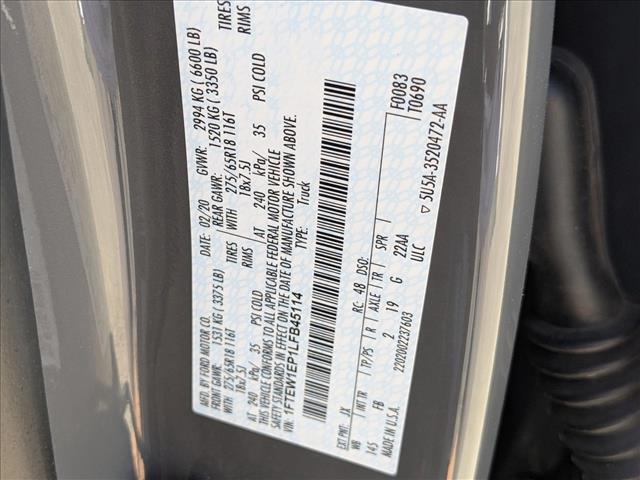 MFD. BY FORD MOTOR CO.
DATE: 02/20 GVWR: 2994 KG ( 6600 LB)
FRONT GAWR: 1531 KG ( 3375 LB) REAR GAWR: 1520 KG ( 3350 LB)
WITH 275/65R18 116T TIRES WITH 275/65R18 116T TIRES
18x7.5J RIMS 18x7.5J RIMS
AT 240 kPa/ 35 PSI COLD AT 240 kPa/ 35 PSI COLD
THIS VEHICLE CONFORMS TO ALL APPLICABLE FEDERAL MOTOR VEHICLE
SAFETY STANDARDS IN EFFECT ON THE DATE OF MANUFACTURE SHOWN ABOVE.
VIN: 1FTEW1EP1LFB45114 TYPE: Truck
F0083
T0690
EXT PNT: JX RC: 48 DSO:
WB INT TR TP/PS R AXLE TR SPR
145 FB 2 19 G 22AA
MADE IN U.S.A. 2202002237603 ULC
▽ 5U5A-3520472-AA